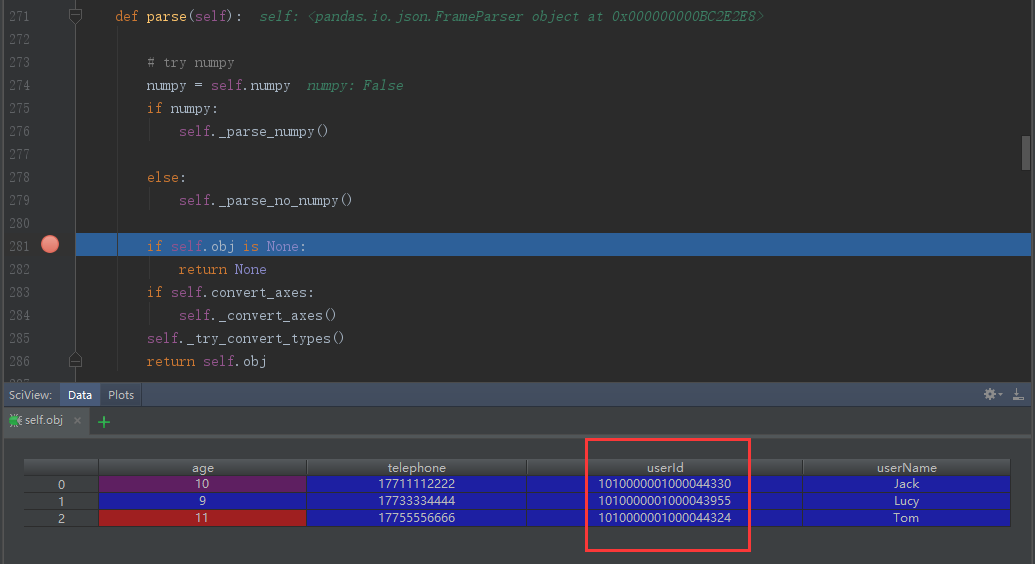 271 def parse(self): self: <pandas.io.json.FrameParser object at 0x000000000BC2E2E8>
272
273 # try numpy
274 numpy = self.numpy numpy: False
275 if numpy:
276 self._parse_numpy()
277
278 else:
279 self._parse_no_numpy()
280
281 if self.obj is None:
282 return None
283 if self.convert_axes:
284 self._convert_axes()
285 self._try_convert_types()
286 return self.obj
SciView: Data Plots
self.obj
age telephone userId userName
0 10 17711112222 1010000001000044330 Jack
1 9 17733334444 1010000001000043955 Lucy
2 11 17755556666 1010000001000044324 Tom